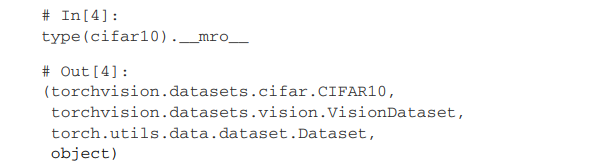 # In[4]:
type(cifar10).__mro__
# Out[4]:
(torchvision.datasets.cifar.CIFAR10,
torchvision.datasets.vision.VisionDataset,
torch.utils.data.dataset.Dataset,
object)